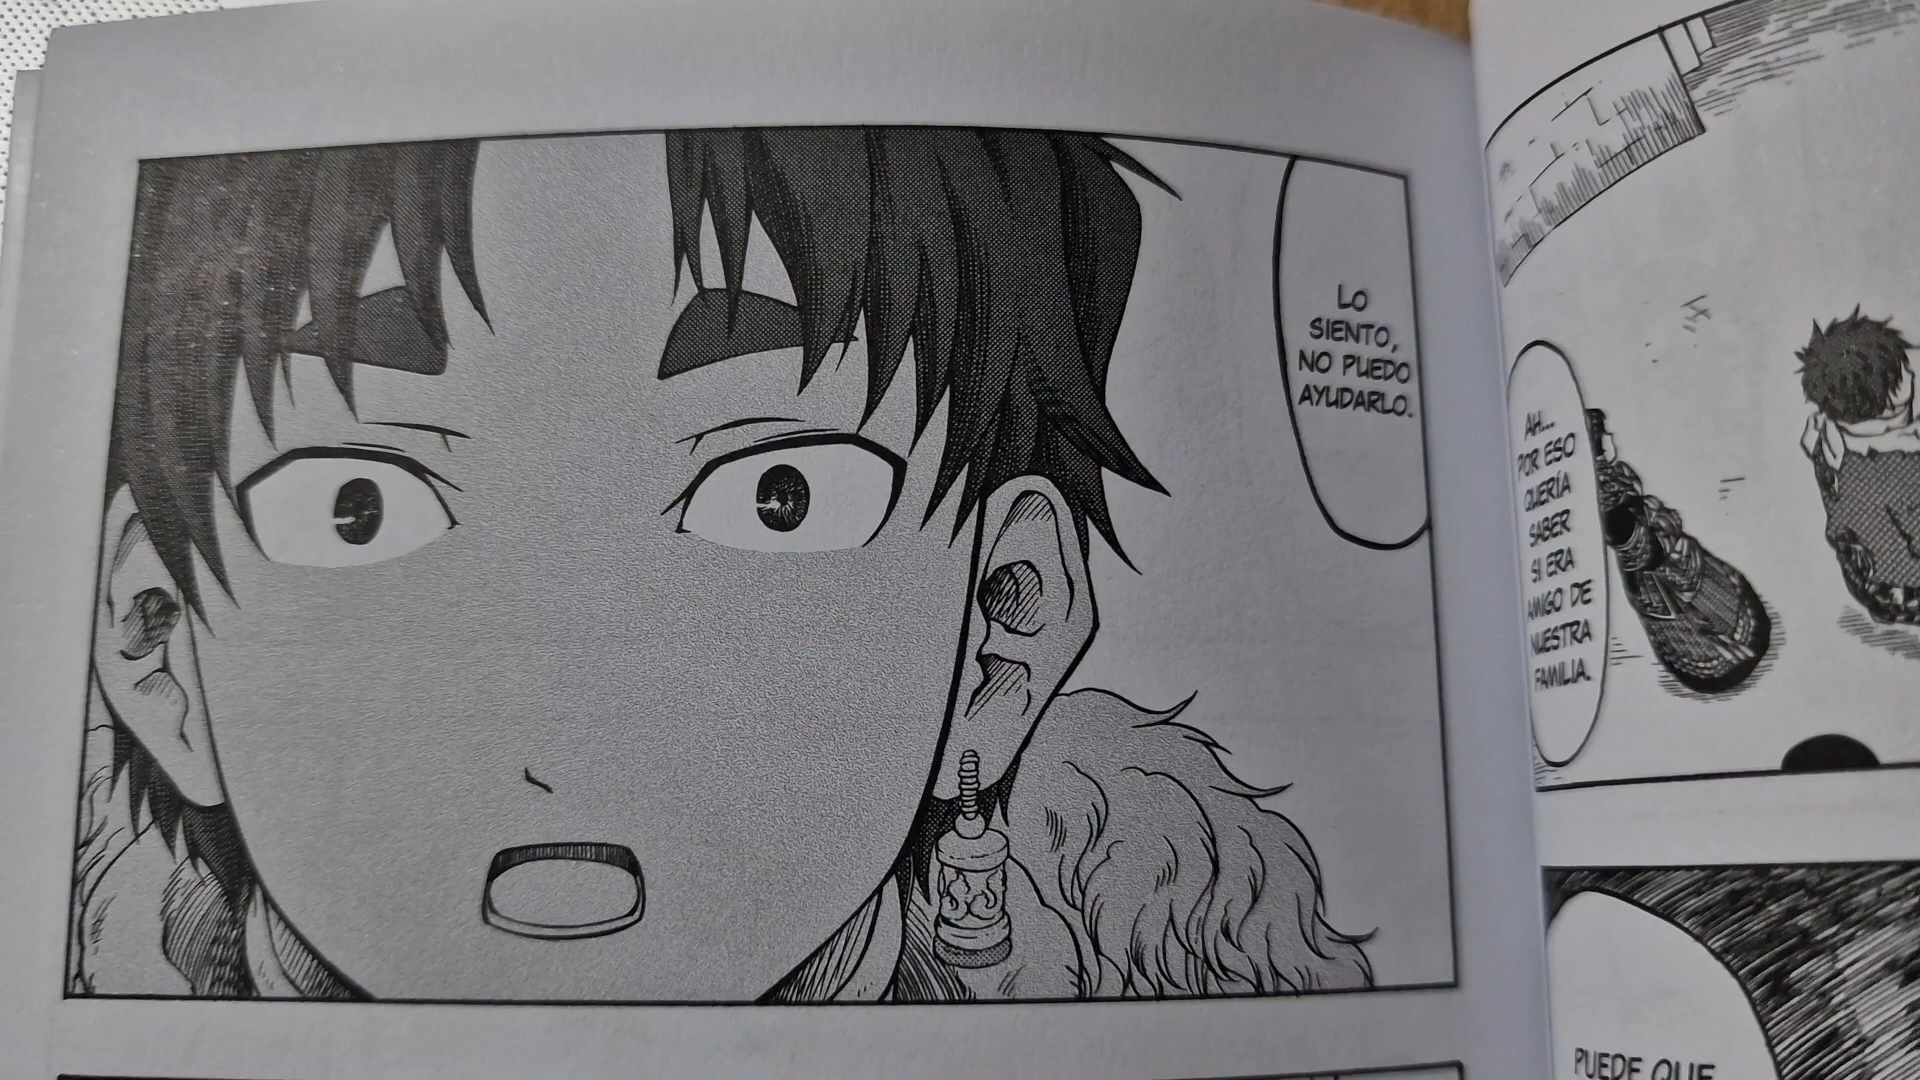 LO
SIENTO,
NO PUEDO
AYUDARLO.
AH...
POR ESO
QUERÍA
SABER
SI ERA
AMIGO DE
NUESTRA
FAMILIA.
PUEDE QUE